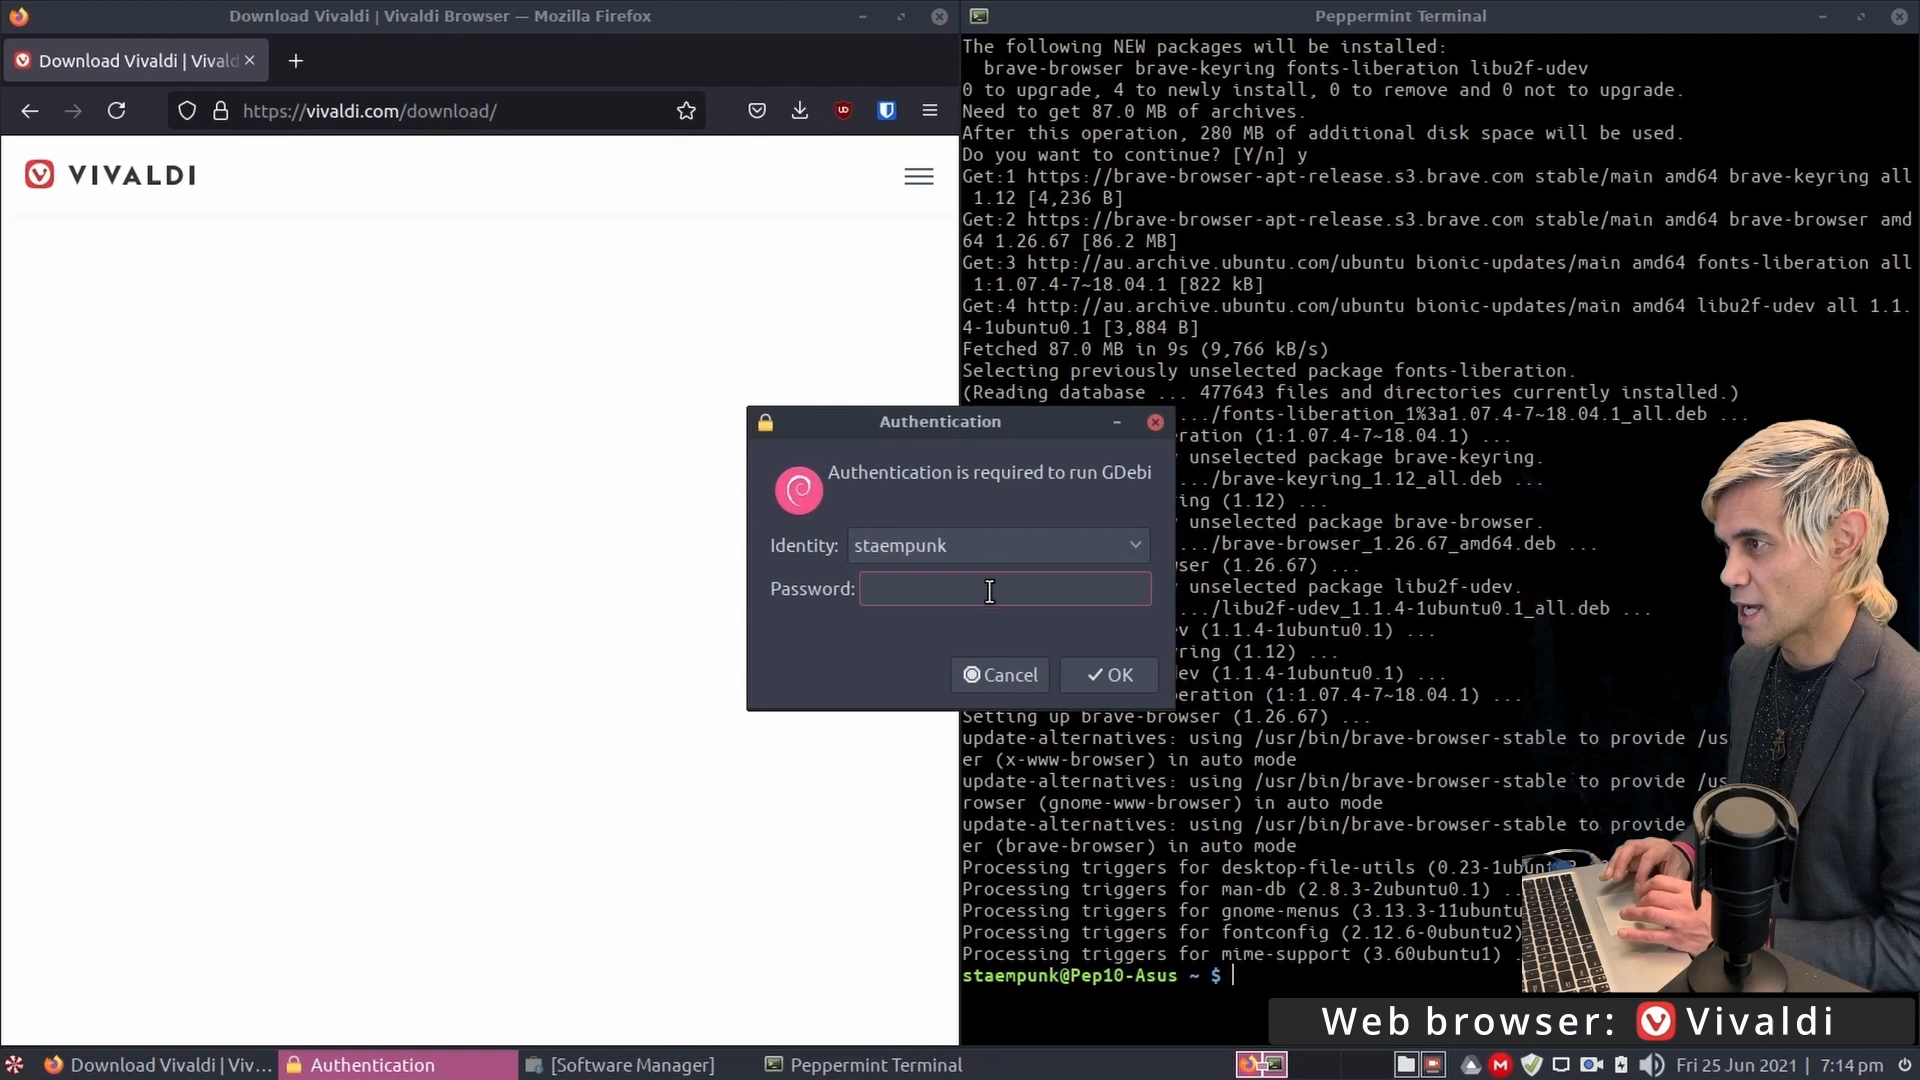 Download Vivaldi | Vivaldi Browser — Mozilla Firefox
Download Vivaldi | Vivald
https://vivaldi.com/download/
VIVALDI
Peppermint Terminal
The following NEW packages will be installed:
brave-browser brave-keyring fonts-liberation libu2f-udev
0 to upgrade, 4 to newly install, 0 to remove and 0 not to upgrade.
Need to get 87.0 MB of archives.
After this operation, 280 MB of additional disk space will be used.
Do you want to continue? [Y/n] y
Get:1 https://brave-browser-apt-release.s3.brave.com stable/main amd64 brave-keyring all
1.12 [4,236 B]
Get:2 https://brave-browser-apt-release.s3.brave.com stable/main amd64 brave-browser amd
64 1.26.67 [86.2 MB]
Get:3 http://au.archive.ubuntu.com/ubuntu bionic-updates/main amd64 fonts-liberation all
1:1.07.4-7~18.04.1 [822 kB]
Get:4 http://au.archive.ubuntu.com/ubuntu bionic-updates/main amd64 libu2f-udev all 1.1.
4-1ubuntu0.1 [3,884 B]
Fetched 87.0 MB in 9s (9,766 kB/s)
Selecting previously unselected package fonts-liberation.
(Reading database ... 477643 files and directories currently installed.)
.../fonts-liberation_1%3a1.07.4-7~18.04.1_all.deb ...
ration (1:1.07.4-7~18.04.1) ...
unselected package brave-keyring.
.../brave-keyring_1.12_all.deb ...
ing (1.12) ...
unselected package brave-browser.
.../brave-browser_1.26.67_amd64.deb ...
ser (1.26.67) ...
unselected package libu2f-udev.
.../libu2f-udev_1.1.4-1ubuntu0.1_all.deb ...
v (1.1.4-1ubuntu0.1) ...
ring (1.12) ...
ev (1.1.4-1ubuntu0.1) ...
eration (1:1.07.4-7~18.04.1) ...
Setting up brave-browser (1.26.67) ...
update-alternatives: using /usr/bin/brave-browser-stable to provide /us
er (x-www-browser) in auto mode
update-alternatives: using /usr/bin/brave-browser-stable to provide /us
rowser (gnome-www-browser) in auto mode
update-alternatives: using /usr/bin/brave-browser-stable to provide
er (brave-browser) in auto mode
Processing triggers for desktop-file-utils (0.23-1ubunt
Processing triggers for man-db (2.8.3-2ubuntu0.1) ..
Processing triggers for gnome-menus (3.13.3-11ubuntu
Processing triggers for fontconfig (2.12.6-0ubuntu2)
Processing triggers for mime-support (3.60ubuntu1) .
staempunk@Pep10-Asus ~ $
Authentication
Authentication is required to run GDebi
Identity: staempunk
Password:
Cancel
OK
Web browser: Vivaldi
Download Vivaldi | Viv...
Authentication
[Software Manager]
Peppermint Terminal
Fri 25 Jun 2021 | 7:14 pm